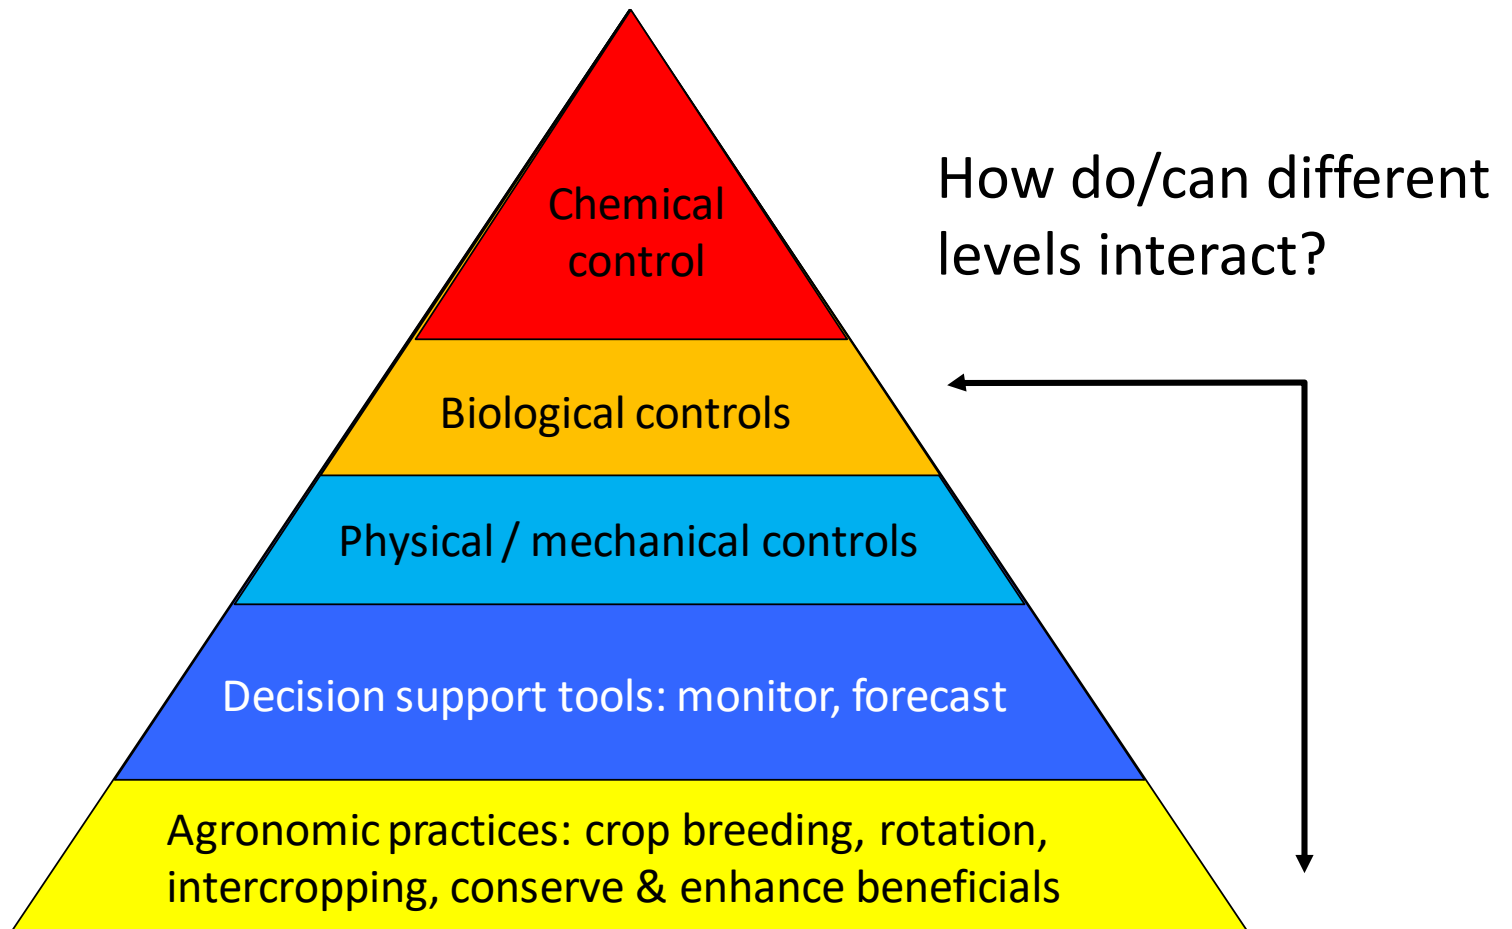 Chemical
control
How do/can different
levels interact?
Biological controls
Physical / mechanical controls
Decision support tools: monitor, forecast
Agronomic practices: crop breeding, rotation,
intercropping, conserve & enhance beneficials